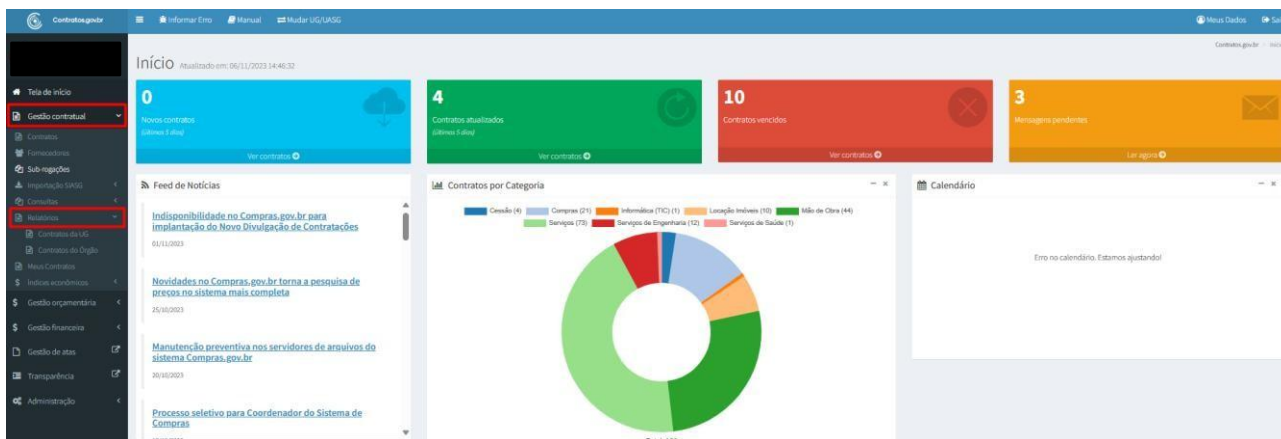 Contratos.gov.br
Informar Erro Manual Mudar UG/UASG
Meus Dados
Contratos.gov.br
Início Atualizado em: 06/11/2023 14:46:32
Tela de início
Gestão contratual
Contratos
Fornecedores
Sub-rogações
Importação SIASG
Consultas
Relatórios
Contratos da UG
Contratos do Órgão
Meus Contratos
Índices econômicos
Gestão orçamentária
Gestão financeira
Gestão de atas
Transparência
Administração
0
Novos contratos
(últimos 5 dias)
Ver contratos
4
Contratos atualizados
(últimos 5 dias)
Ver contratos
10
Contratos vencidos
Ver contratos
3
Mensagens pendentes
Ler agora
Feed de Notícias
Indisponibilidade no Compras.gov.br para
implantação do Novo Divulgação de Contratações
01/11/2023
Novidades no Compras.gov.br torna a pesquisa de
preços no sistema mais completa
25/10/2023
Manutenção preventiva nos servidores de arquivos do
sistema Compras.gov.br
20/10/2023
Processo seletivo para Coordenador do Sistema de
Compras
Contratos por Categoria
Cessão (4) Compras (21) Informática (TIC) (1) Locação Imóveis (10) Mão de Obra (44)
Serviços (73) Serviços de Engenharia (12) Serviços de Saúde (1)
Calendário
Erro no calendário. Estamos ajustando!